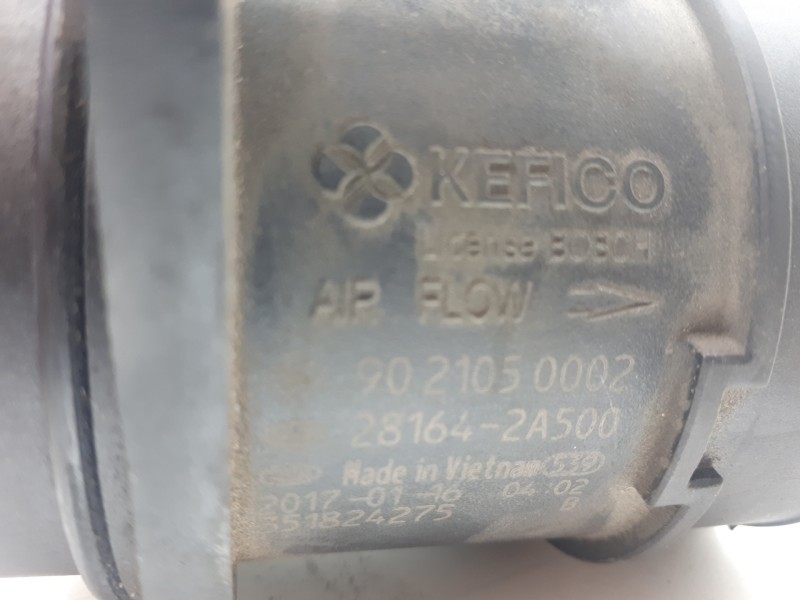 KEFICO
License BOSCH
AIR FLOW
90 2105 0002
28164-2A500
Made in Vietnam 539
2017-01-16 04 02
351824275 B